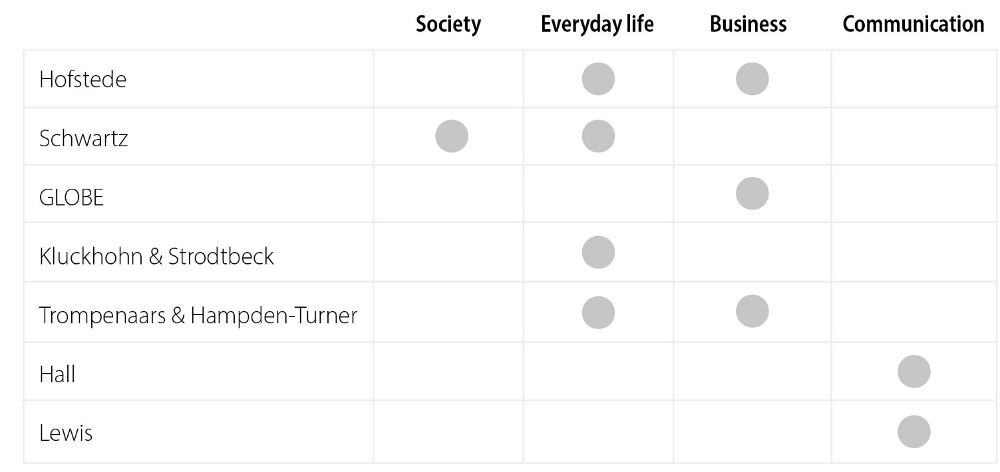 Society Everyday life Business Communication
Hofstede
Schwartz
GLOBE
Kluckhohn & Strodtbeck
Trompenaars & Hampden-Turner
Hall
Lewis